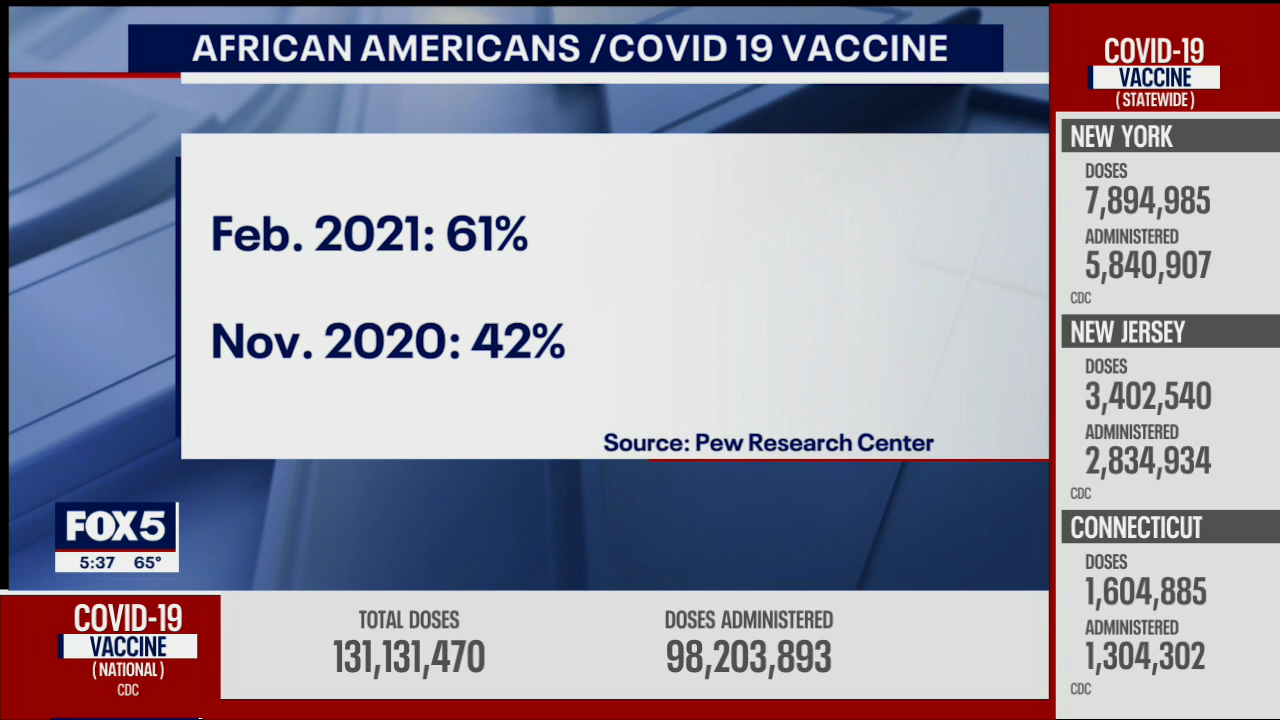 AFRICAN AMERICANS /COVID 19 VACCINE
Feb. 2021: 61%
Nov. 2020: 42%
Source: Pew Research Center
FOX 5
5:37 65°
COVID-19
VACCINE
(NATIONAL)
CDC
TOTAL DOSES
131,131,470
DOSES ADMINISTERED
98,203,893
COVID-19
VACCINE
(STATEWIDE)
NEW YORK
DOSES
7,894,985
ADMINISTERED
5,840,907
CDC
NEW JERSEY
DOSES
3,402,540
ADMINISTERED
2,834,934
CDC
CONNECTICUT
DOSES
1,604,885
ADMINISTERED
1,304,302
CDC